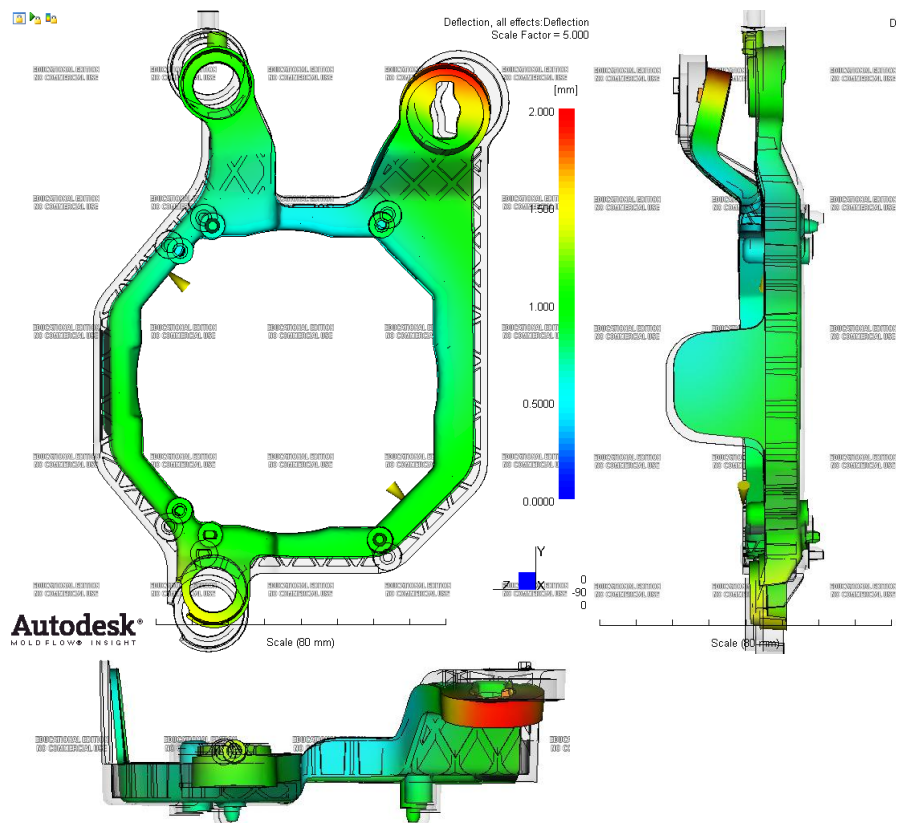 Deflection, all effects:Deflection
Scale Factor = 5.000
D
[mm]
2.000
1.500
1.000
0.5000
0.0000
EDUCATIONAL EDITION
NO COMMERCIAL USE
Y
Z
X
0
-90
0
Autodesk®
MOLDFLOW® INSIGHT
Scale (80 mm)
Scale (80 mm)